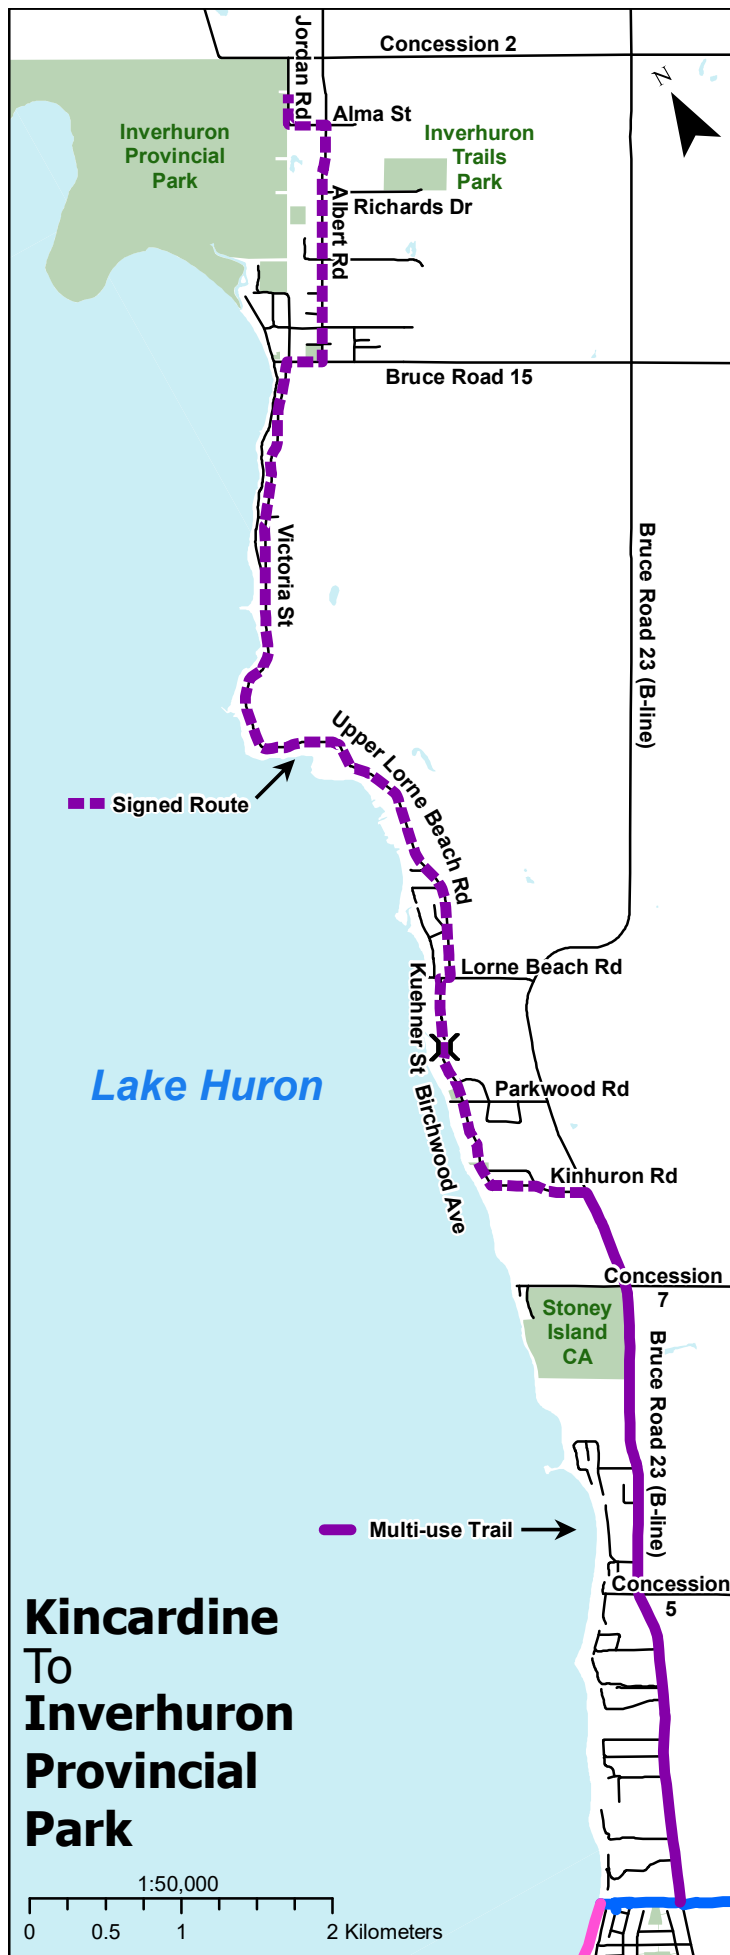 Concession 2
Jordan Rd
N
Alma St
Inverhuron
Provincial
Park
Inverhuron
Trails
Park
Richards Dr
Albert Rd
Bruce Road 15
Victoria St
Bruce Road 23 (B-line)
Upper Lorne Beach Rd
Signed Route
Lorne Beach Rd
Kuehner St
Lake Huron
Parkwood Rd
Birchwood Ave
Kinhuron Rd
Concession
7
Stoney
Island
CA
Bruce Road 23 (B-line)
Multi-use Trail
Concession
5
Kincardine
To
Inverhuron
Provincial
Park
1:50,000
0 0.5 1 2 Kilometers